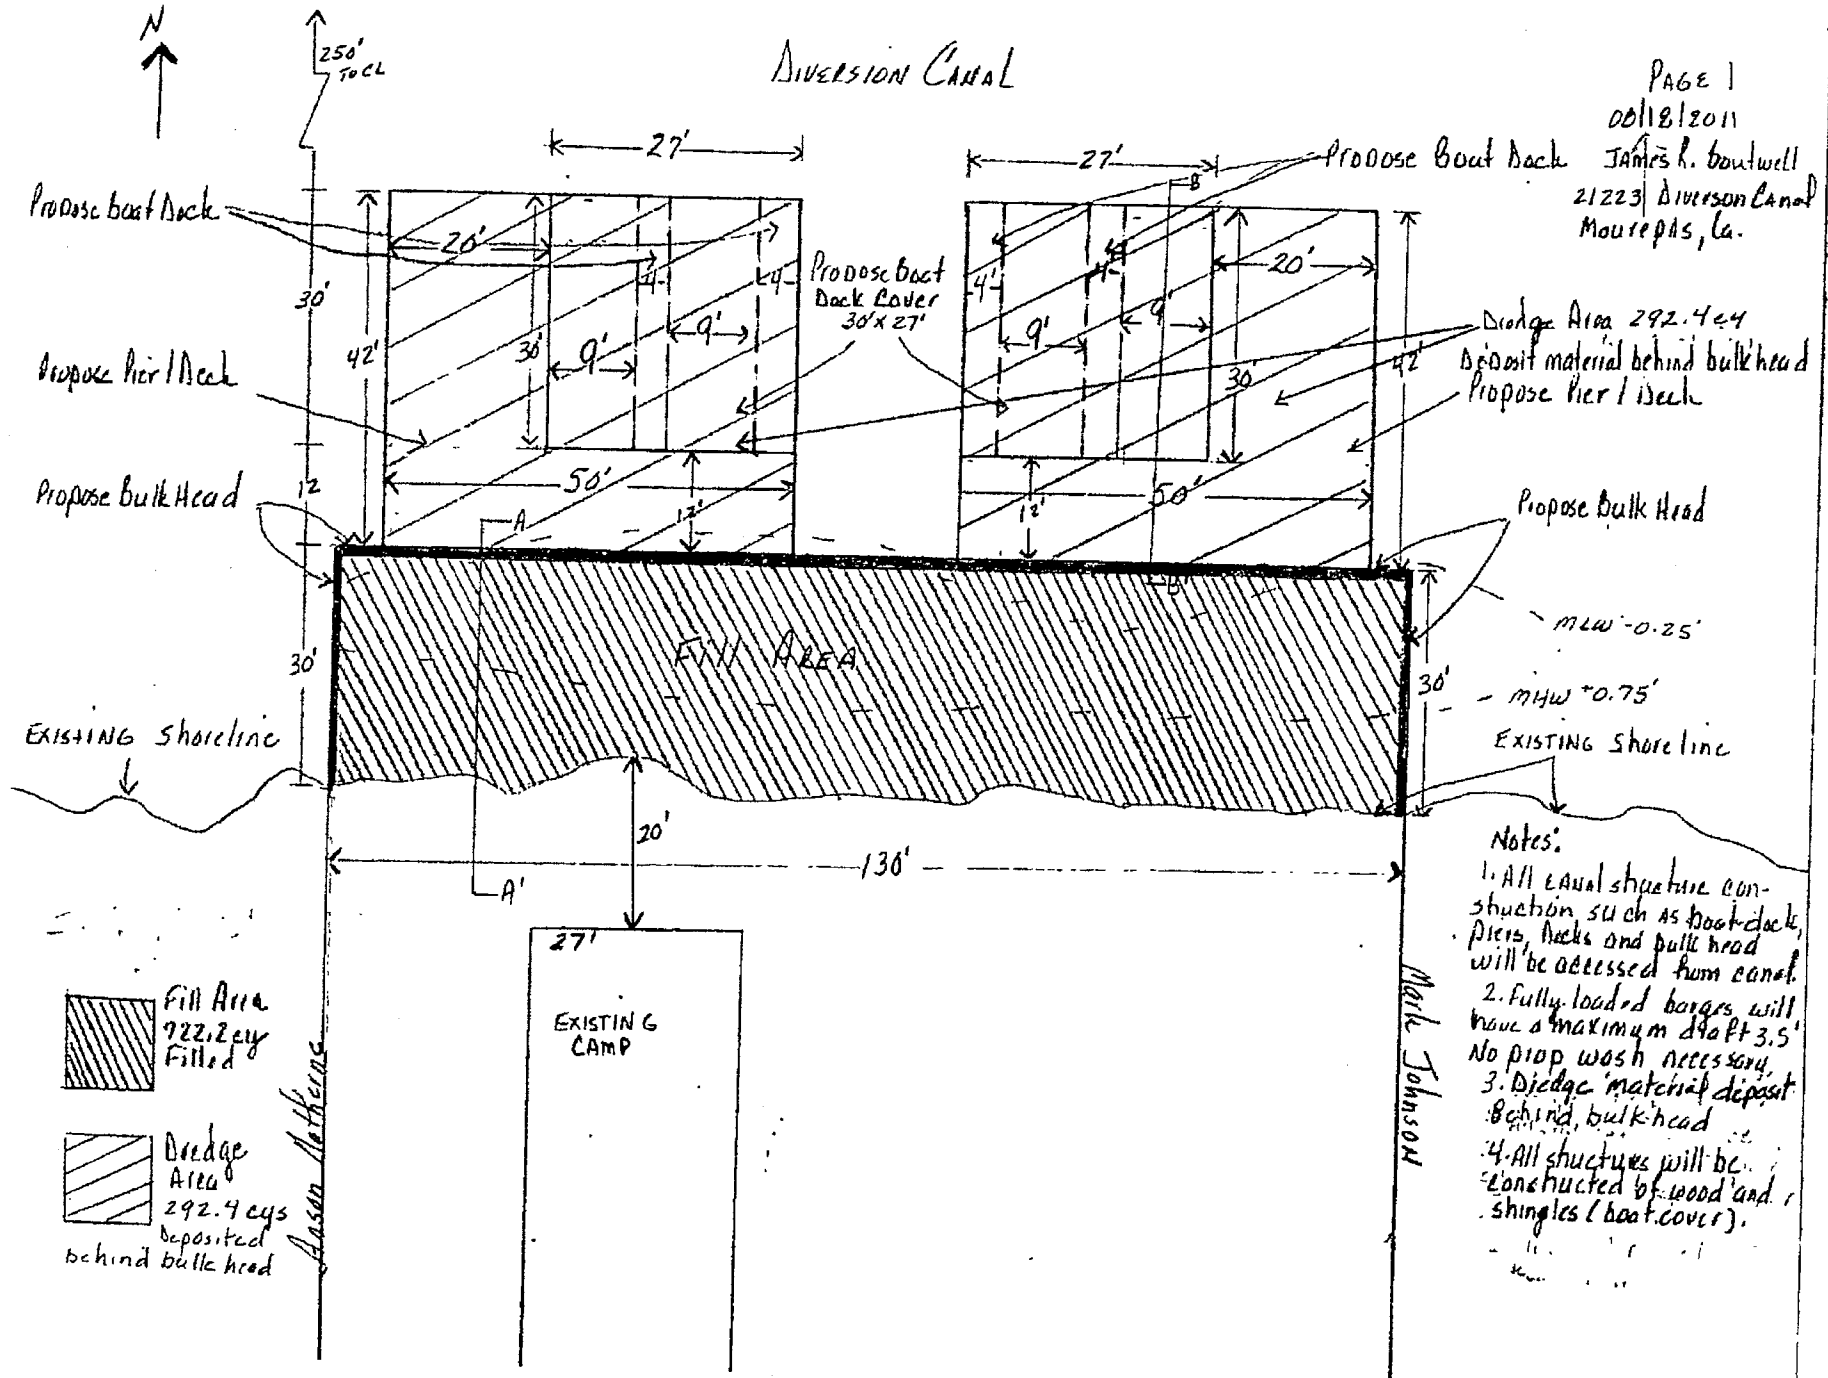 N
250'
TO CL
DIVERSION CANAL
PAGE 1
08/18/2011
JAMES R. Boutwell
21223 Diverson Canal
Mourepas, La.
27'
27'
Propose Boat Dock
Propose Boat Dock
20'
4'
4'
Propose Boat
Dock Cover
30' x 27'
4'
4'
20'
30'
42'
30'
9'
9'
9'
9'
30'
42'
Dredge Area 292.4 cy
Deposit material behind bulkhead
Propose Pier / Deck
Propose Pier / Deck
Propose Bulk Head
12
50'
12'
50'
12'
Propose Bulk Head
A
B
B'
Fill AREA
MLW -0.25'
30'
30'
MHW +0.75'
EXISTING Shoreline
EXISTING Shoreline
20'
130'
A'
27'
EXISTING
CAMP
Fill Area
722.2 cy
Filled
Dredge
Area
292.4 cys
Deposited
behind bulk head
Mark Johnson
Notes:
1. All canal structure con-
struction such as boat dock,
piers, Decks and bulk head
will be accessed from canal.
2. Fully loaded barges will
have a maximum draft 3.5'
No prop wash necessary.
3. Dredge material deposit
Behind bulk head
4. All structures will be
constructed of wood and
shingles (boat cover).